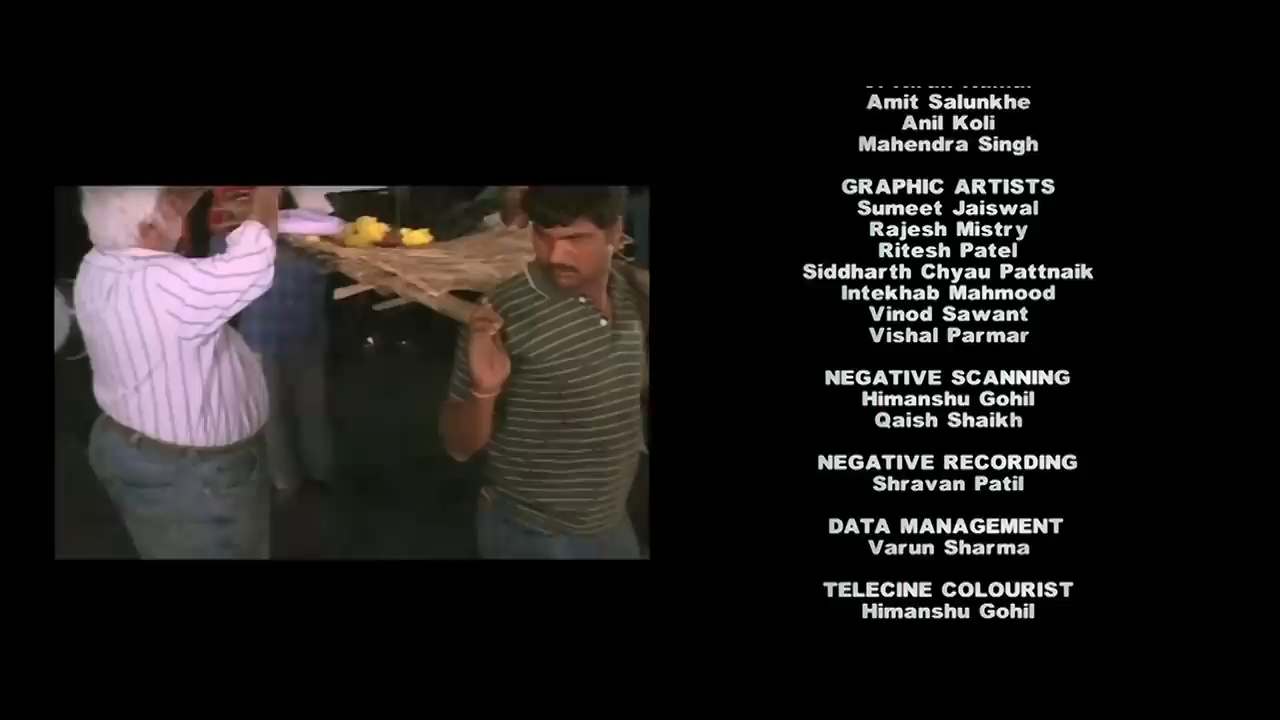 Amit Salunkhe
Anil Koli
Mahendra Singh
GRAPHIC ARTISTS
Sumeet Jaiswal
Rajesh Mistry
Ritesh Patel
Siddharth Chyau Pattnaik
Intekhab Mahmood
Vinod Sawant
Vishal Parmar
NEGATIVE SCANNING
Himanshu Gohil
Qaish Shaikh
NEGATIVE RECORDING
Shravan Patil
DATA MANAGEMENT
Varun Sharma
TELECINE COLOURIST
Himanshu Gohil